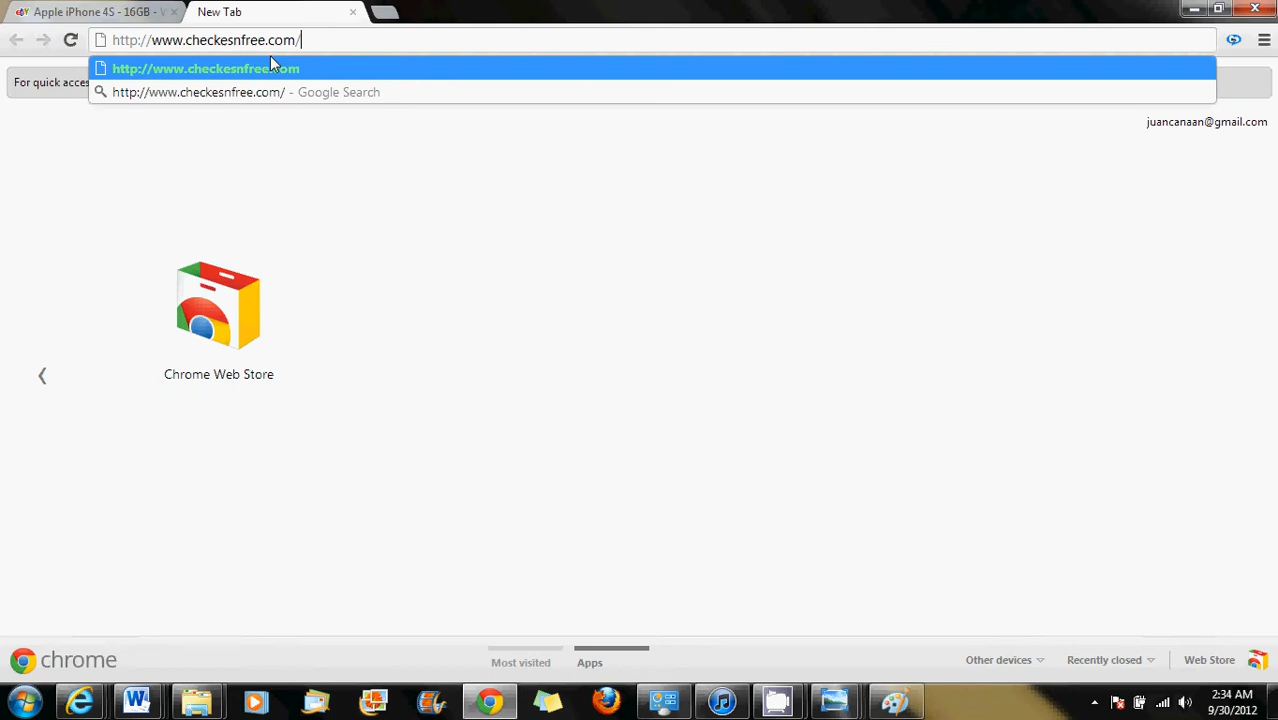 Apple iPhone 4S - 16GB -
New Tab
http://www.checkesnfree.com/
http://www.checkesnfree.com
http://www.checkesnfree.com/ - Google Search
For quick acces
juancanaan@gmail.com
Chrome Web Store
chrome
Most visited
Apps
Other devices
Recently closed
Web Store
2:34 AM
9/30/2012